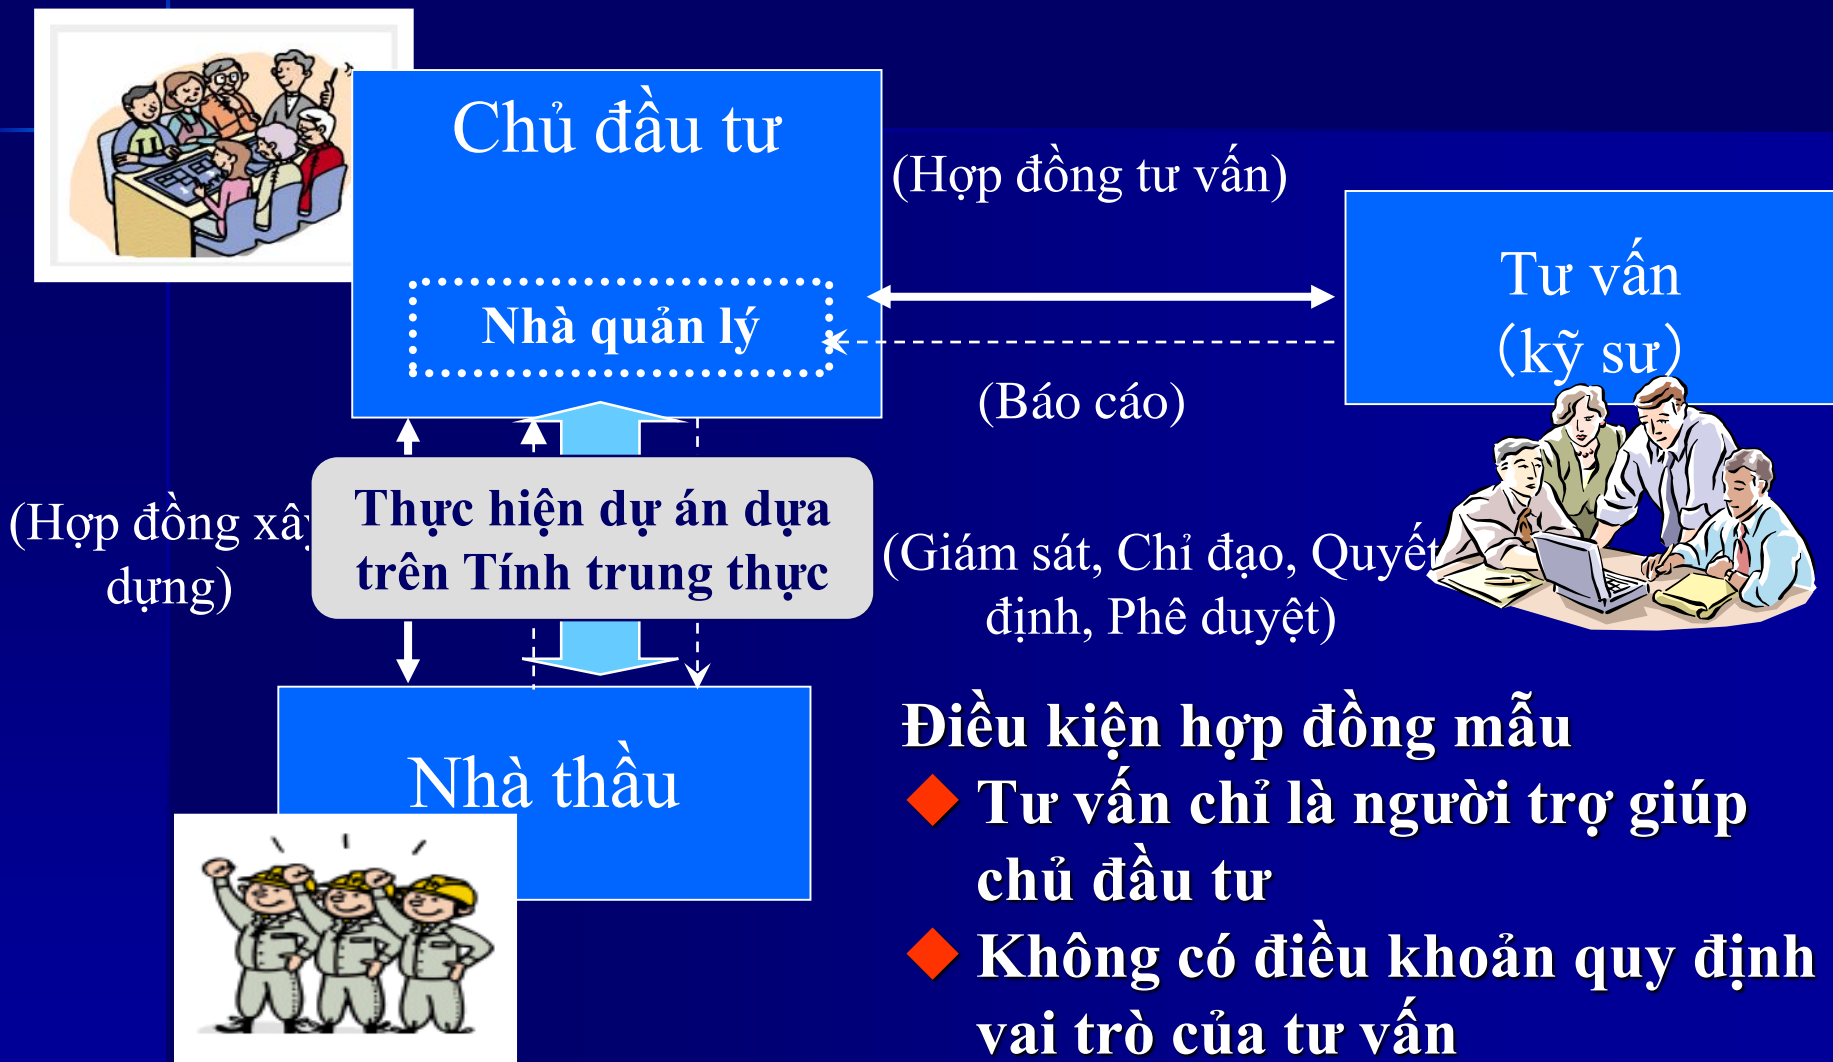 Chủ đầu tư
(Hợp đồng tư vấn)
Nhà quản lý
Tư vấn
(kỹ sư)
(Báo cáo)
(Hợp đồng xây
dựng)
Thực hiện dự án dựa
trên Tính trung thực
(Giám sát, Chỉ đạo, Quyết
định, Phê duyệt)
Nhà thầu
Điều kiện hợp đồng mẫu
Tư vấn chỉ là người trợ giúp
chủ đầu tư
Không có điều khoản quy định
vai trò của tư vấn